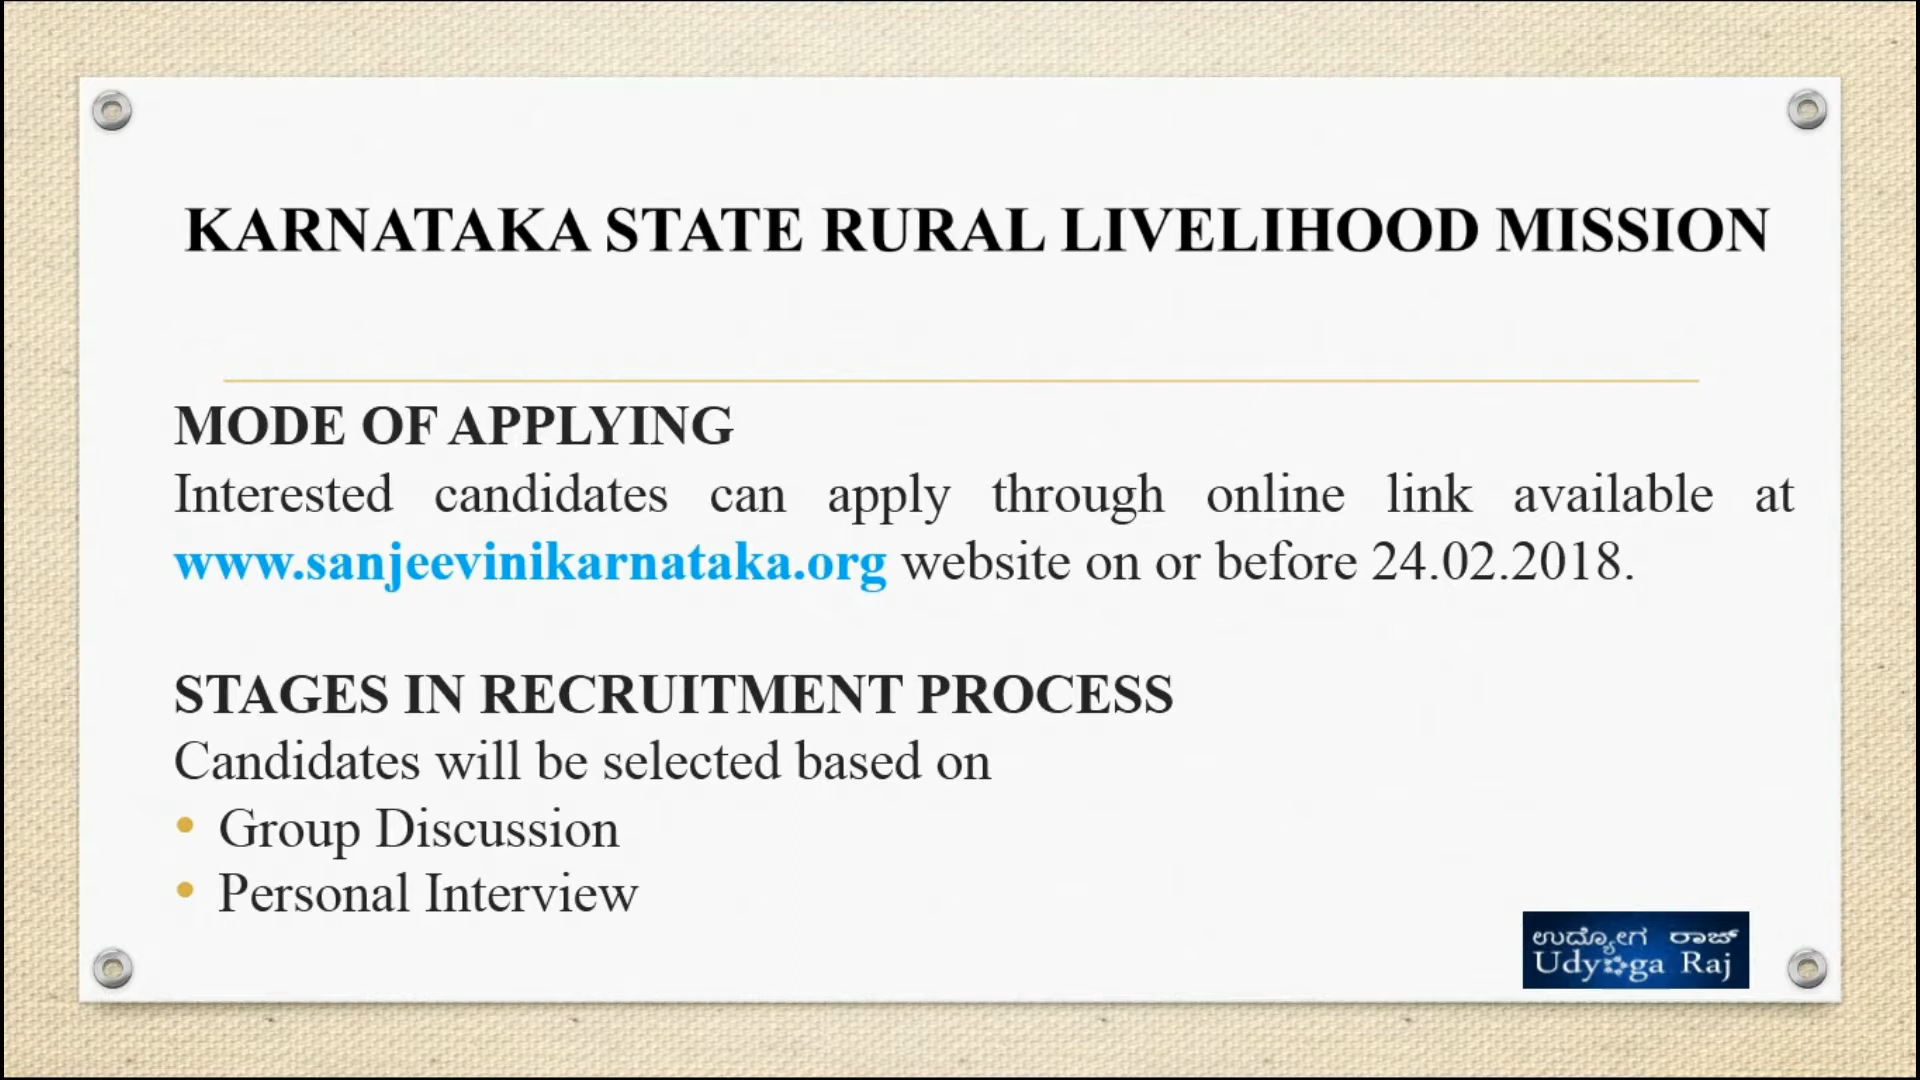 KARNATAKA STATE RURAL LIVELIHOOD MISSION
MODE OF APPLYING
Interested candidates can apply through online link available at
www.sanjeevinikarnataka.org website on or before 24.02.2018.
STAGES IN RECRUITMENT PROCESS
Candidates will be selected based on
• Group Discussion
• Personal Interview
ಉದ್ಯೋಗ ರಾಜ್
Udyoga Raj